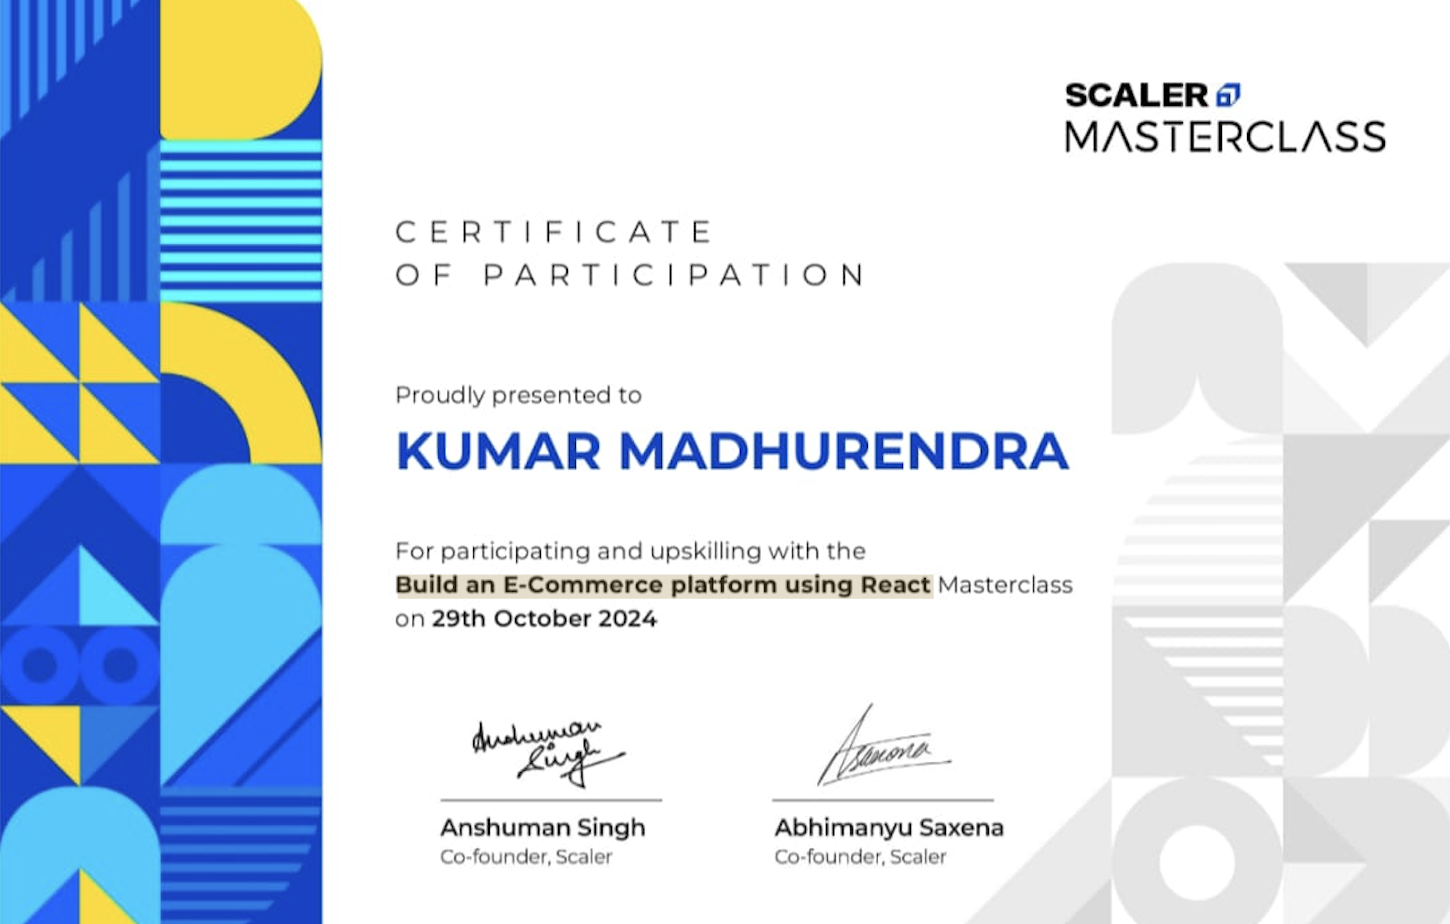 SCALER
MASTERCLASS
CERTIFICATE
OF PARTICIPATION
Proudly presented to
KUMAR MADHURENDRA
For participating and upskilling with the
Build an E-Commerce platform using React Masterclass
on 29th October 2024
Anshuman
Singh
Asaxena
Anshuman Singh
Co-founder, Scaler
Abhimanyu Saxena
Co-founder, Scaler